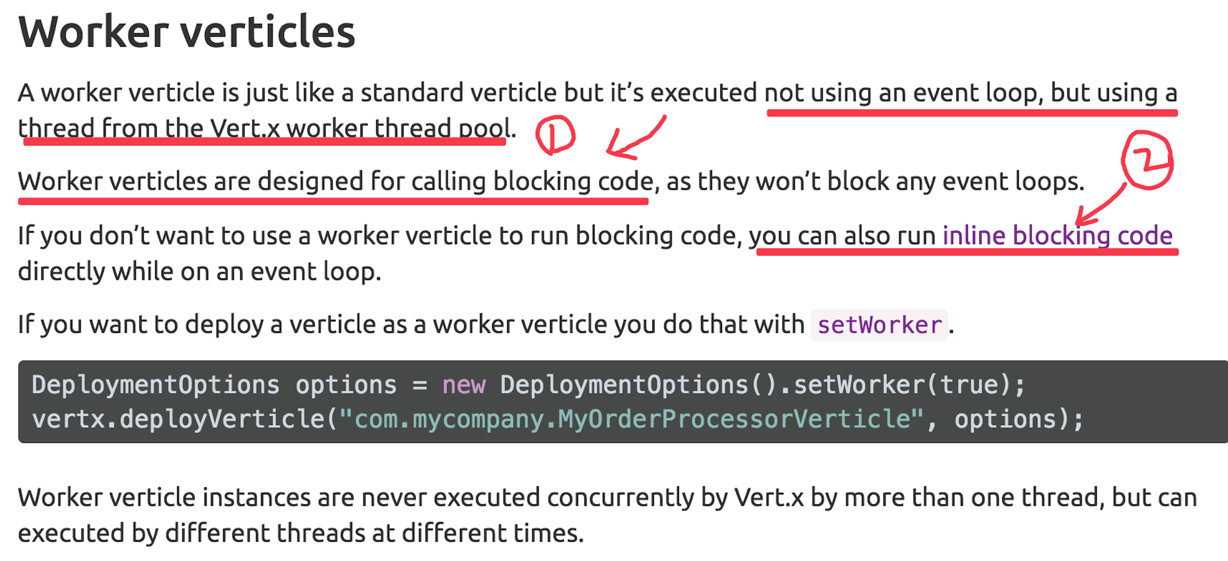 Worker verticles
A worker verticle is just like a standard verticle but it’s executed not using an event loop, but using a
thread from the Vert.x worker thread pool.
1
Worker verticles are designed for calling blocking code, as they won’t block any event loops.
2
If you don’t want to use a worker verticle to run blocking code, you can also run inline blocking code
directly while on an event loop.
If you want to deploy a verticle as a worker verticle you do that with setWorker.
DeploymentOptions options = new DeploymentOptions().setWorker(true);
vertx.deployVerticle("com.mycompany.MyOrderProcessorVerticle", options);
Worker verticle instances are never executed concurrently by Vert.x by more than one thread, but can
executed by different threads at different times.